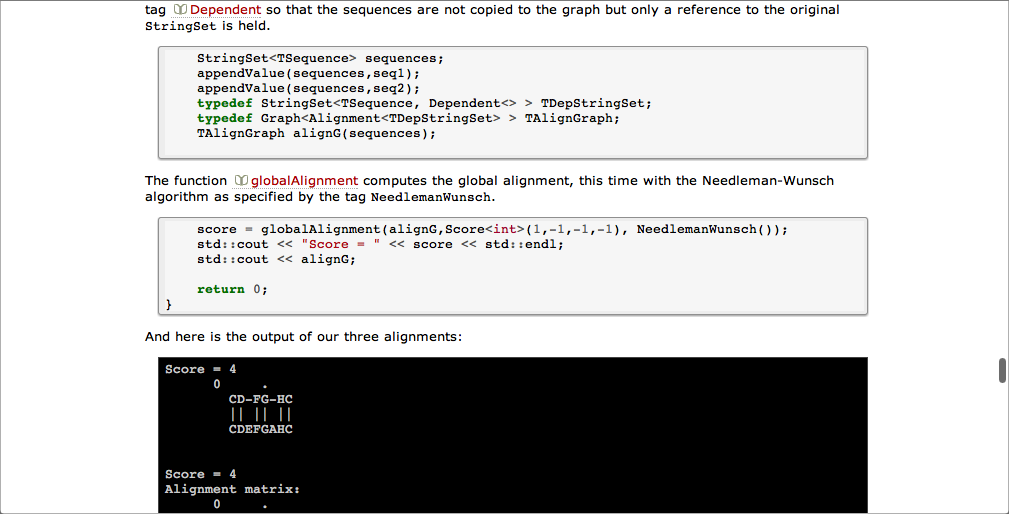 tag Dependent so that the sequences are not copied to the graph but only a reference to the original
StringSet is held.
StringSet<TSequence> sequences;
appendValue(sequences,seq1);
appendValue(sequences,seq2);
typedef StringSet<TSequence, Dependent<> > TDepStringSet;
typedef Graph<Alignment<TDepStringSet> > TAlignGraph;
TAlignGraph alignG(sequences);
The function globalAlignment computes the global alignment, this time with the Needleman-Wunsch
algorithm as specified by the tag NeedlemanWunsch.
score = globalAlignment(alignG,Score<int>(1,-1,-1,-1), NeedlemanWunsch());
std::cout << "Score = " << score << std::endl;
std::cout << alignG;
return 0;
}
And here is the output of our three alignments:
Score = 4
0     .
CD-FG-HC
|| || ||
CDEFGAHC
Score = 4
Alignment matrix:
0     .